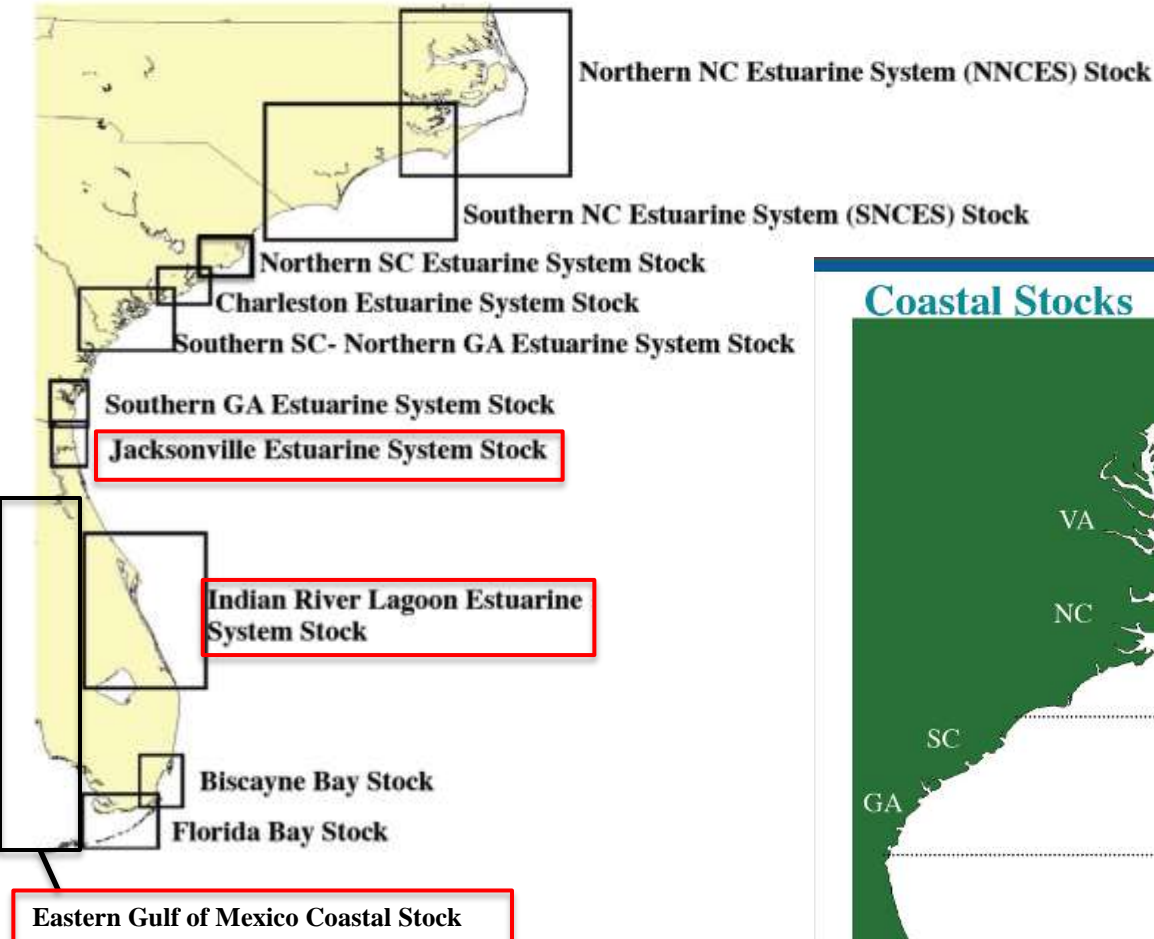 Northern NC Estuarine System (NNCES) Stock
Southern NC Estuarine System (SNCES) Stock
Northern SC Estuarine System Stock
Charleston Estuarine System Stock
Southern SC- Northern GA Estuarine System Stock
Southern GA Estuarine System Stock
Jacksonville Estuarine System Stock
Indian River Lagoon Estuarine
System Stock
Biscayne Bay Stock
Florida Bay Stock
Eastern Gulf of Mexico Coastal Stock
Coastal Stocks
VA
NC
SC
GA